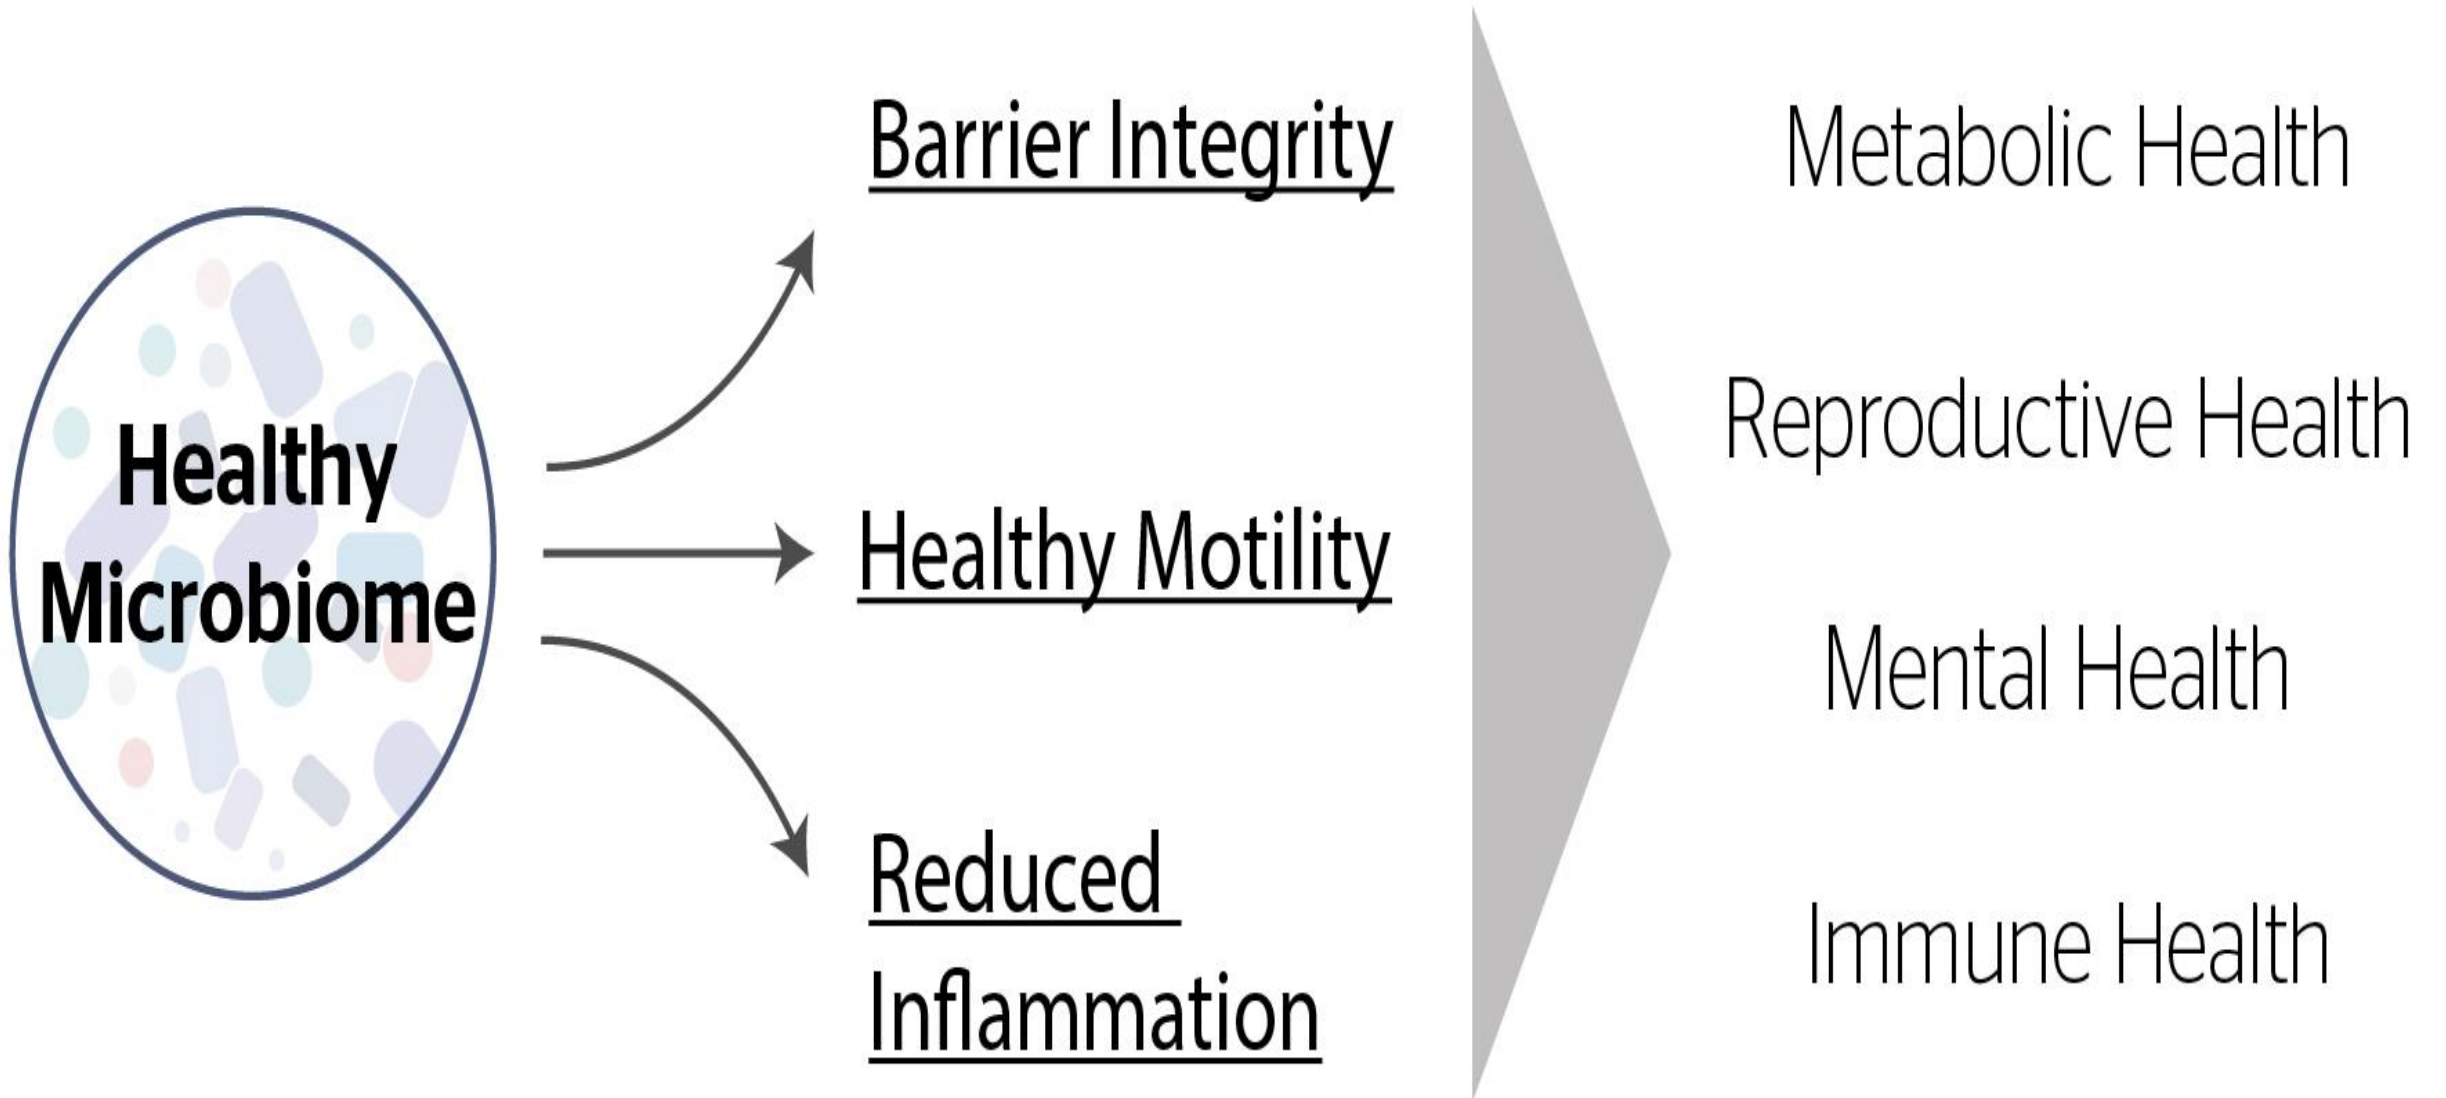 Healthy
Microbiome
Barrier Integrity
Healthy Motility
Reduced
Inflammation
Metabolic Health
Reproductive Health
Mental Health
Immune Health